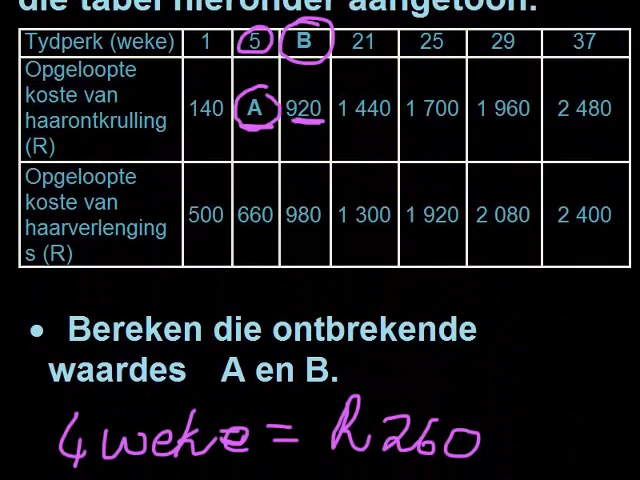 die tabel hieronder aangetoon.
Tydperk (weke) 1 5 B 21 25 29 37
Opgeloopte
koste van
haarontkrulling 140 A 920 1 440 1 700 1 960 2 480
(R)
Opgeloopte
koste van
haarverlenging 500 660 980 1 300 1 920 2 080 2 400
s (R)
• Bereken die ontbrekende
waardes A en B.
4 weke = R260